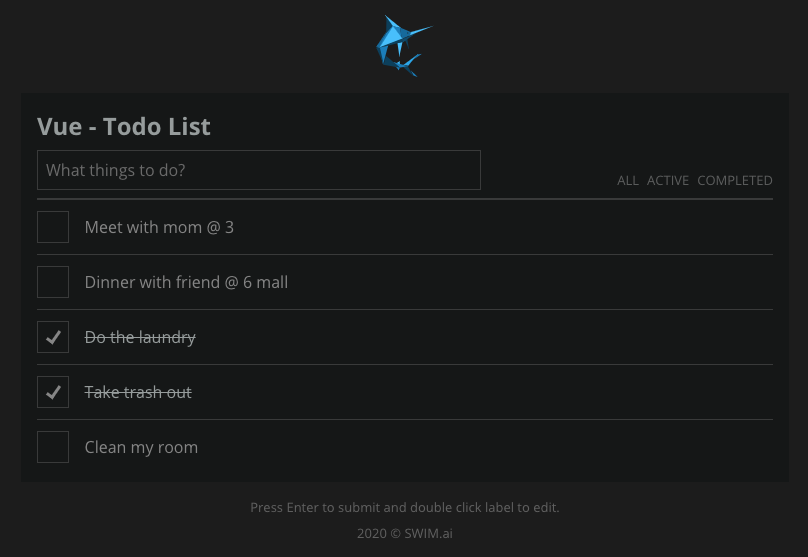 Vue - Todo List
What things to do?
ALL ACTIVE COMPLETED
Meet with mom @ 3
Dinner with friend @ 6 mall
Do the laundry
Take trash out
Clean my room
Press Enter to submit and double click label to edit.
2020 © SWIM.ai